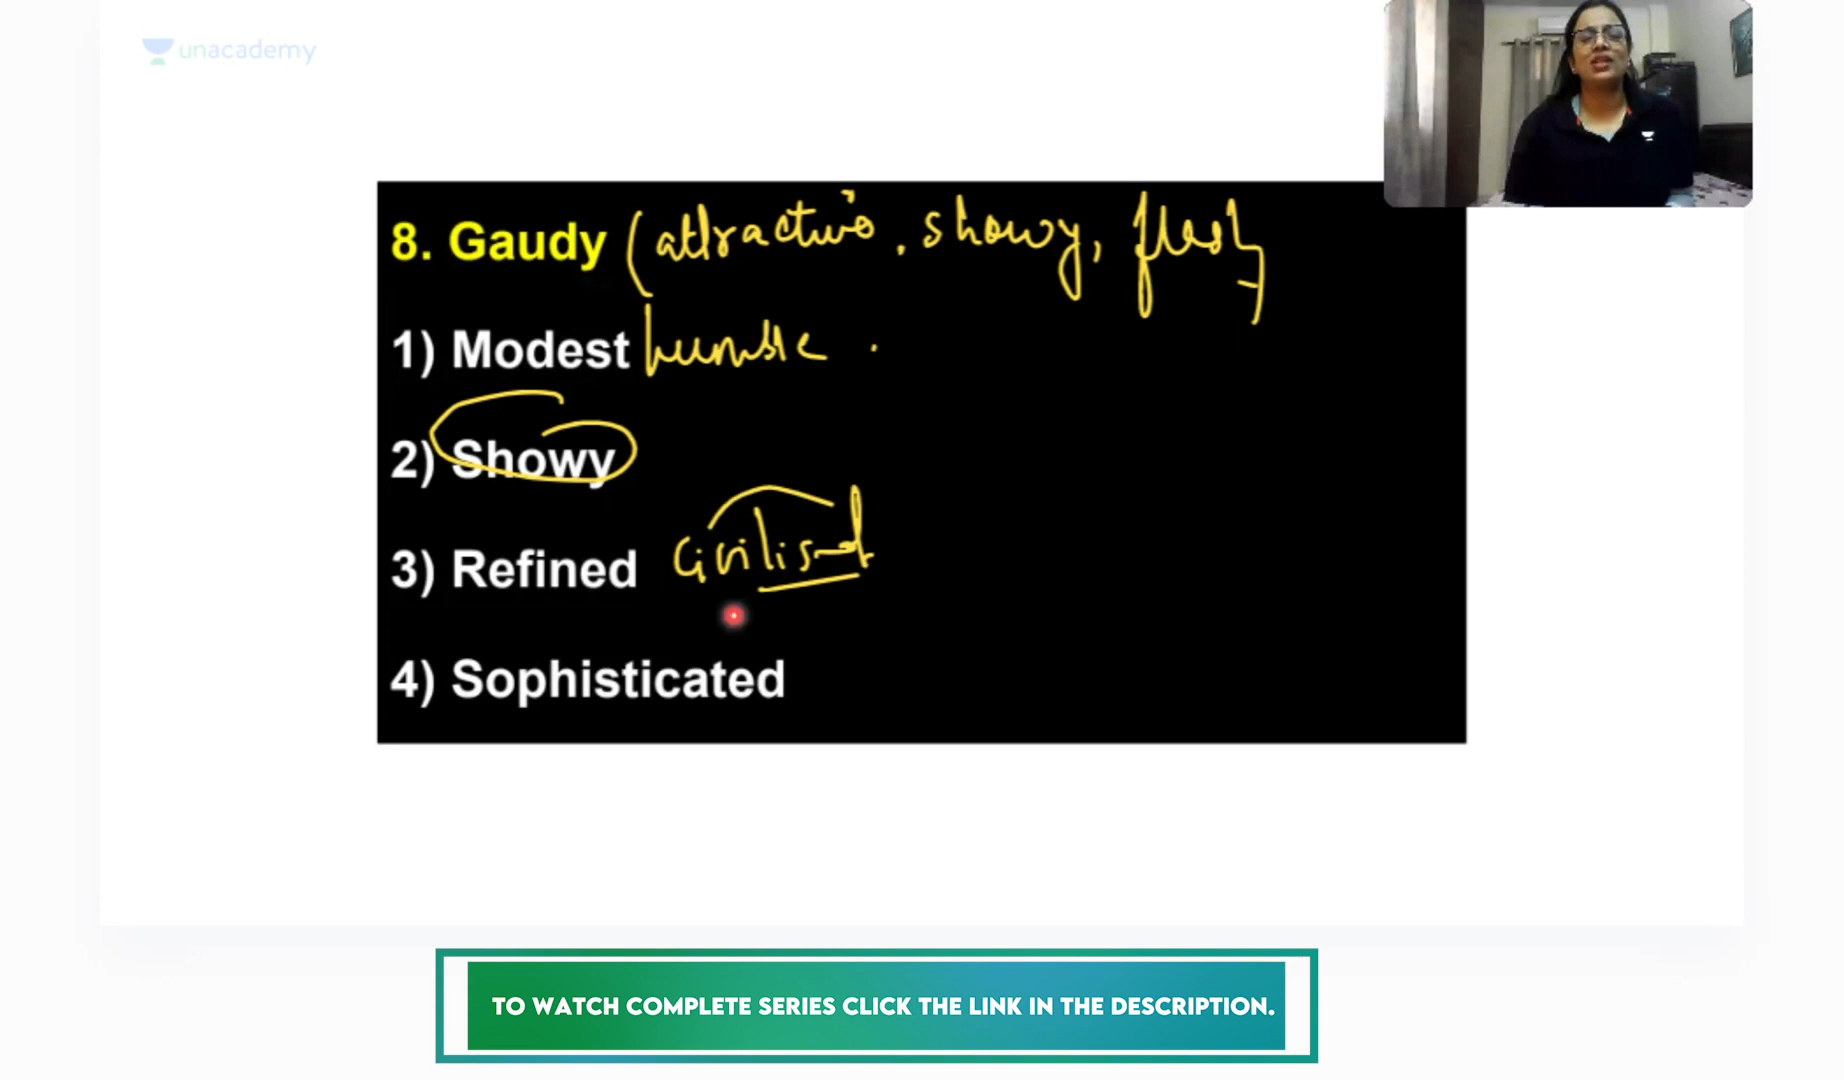 unacademy
8. Gaudy (attractive, showy, flashy
1) Modest humble.
2) Showy
3) Refined Civilised
4) Sophisticated
TO WATCH COMPLETE SERIES CLICK THE LINK IN THE DESCRIPTION.